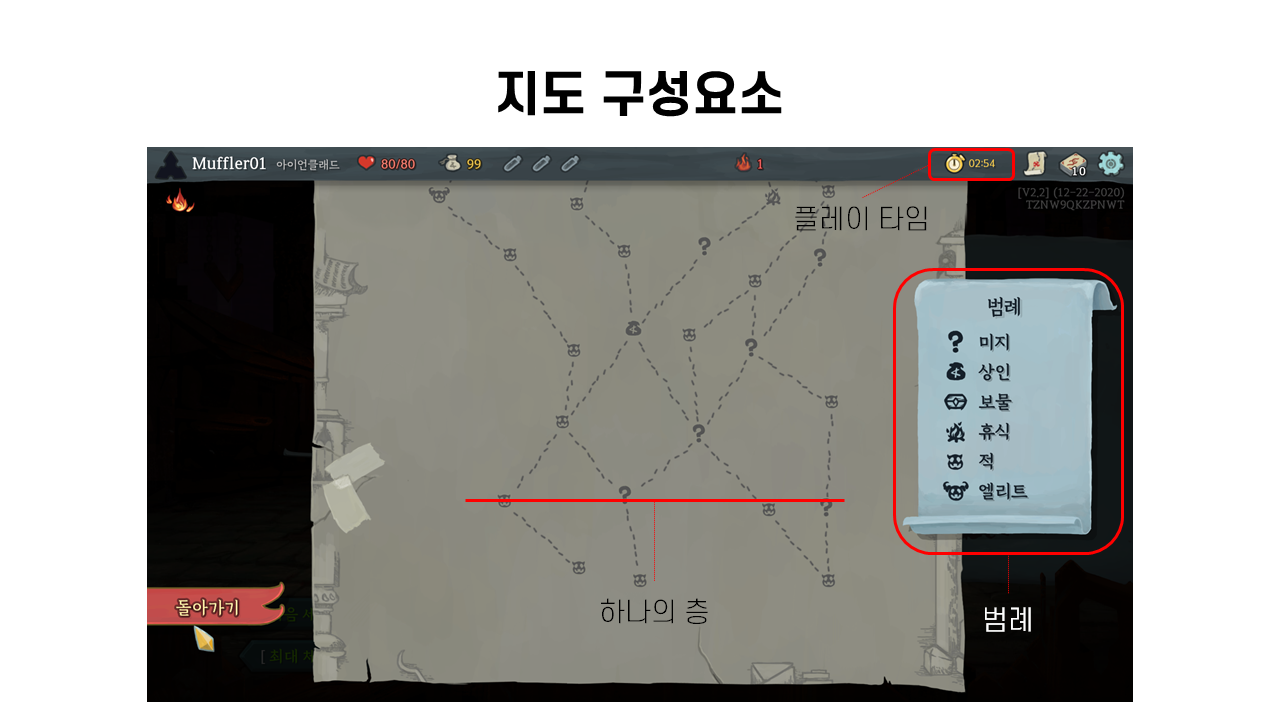 지도 구성요소
Muffler01 아이언클래드 80/80 99 1 02:54 10
[V2.2] (12-22-2020)
TZNW9QKZPNWT
플레이 타임
범례
미지
상인
보물
휴식
적
엘리트
돌아가기
하나의 층
범례
[최대 체